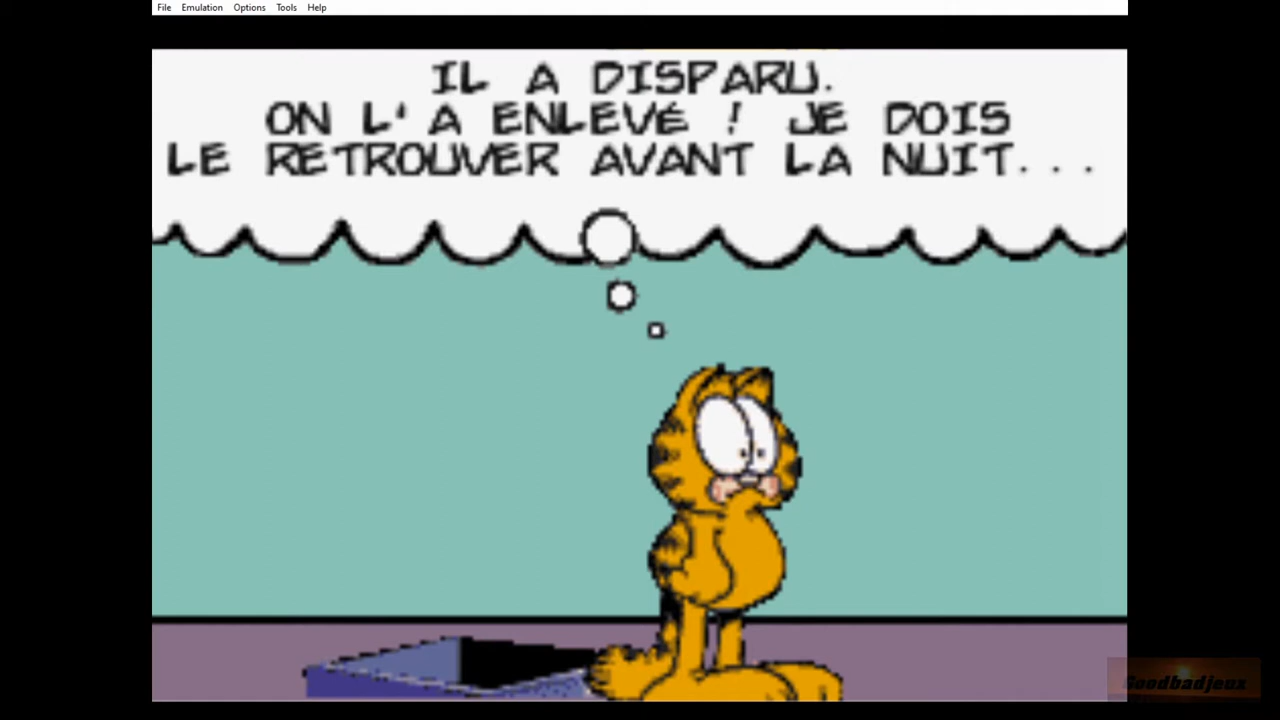 File Emulation Options Tools Help
IL A DISPARU.
ON L'A ENLEVÉ ! JE DOIS
LE RETROUVER AVANT LA NUIT...
Goodbadjeux